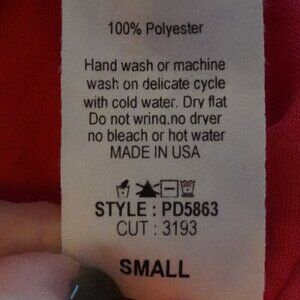 100% Polyester
Hand wash or machine
wash on delicate cycle
with cold water. Dry flat
Do not wring.no dryer
no bleach or hot water
MADE IN USA
STYLE : PD5863
CUT : 3193
SMALL